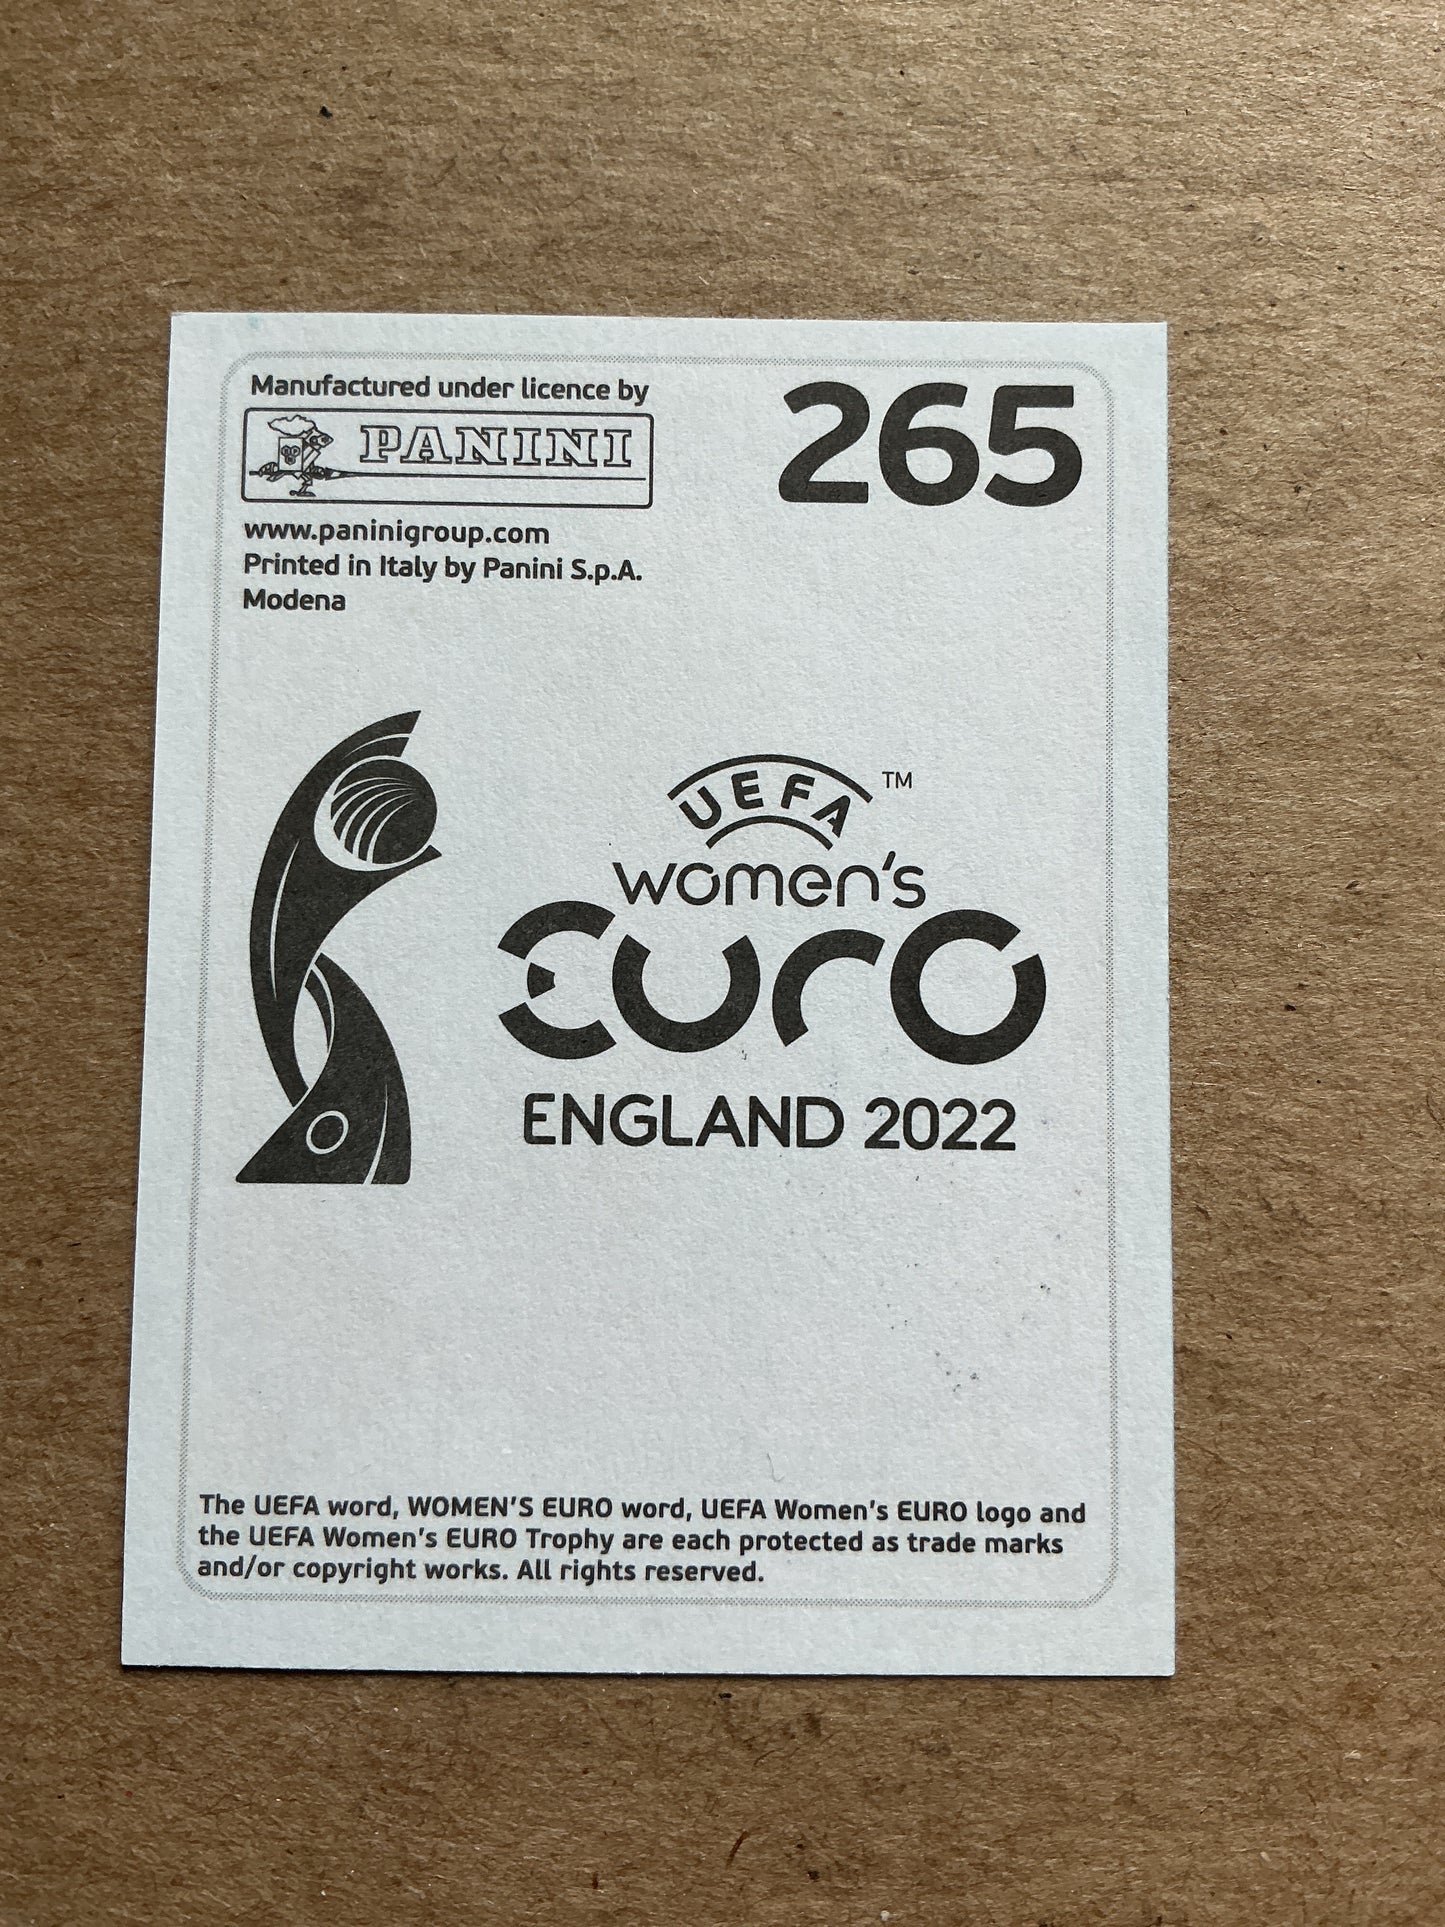 Manufactured under licence by
PANINI
265
www.paninigroup.com
Printed in Italy by Panini S.p.A.
Modena
UEFA™
women's
EURO
ENGLAND 2022
The UEFA word, WOMEN'S EURO word, UEFA Women's EURO logo and
the UEFA Women's EURO Trophy are each protected as trade marks
and/or copyright works. All rights reserved.